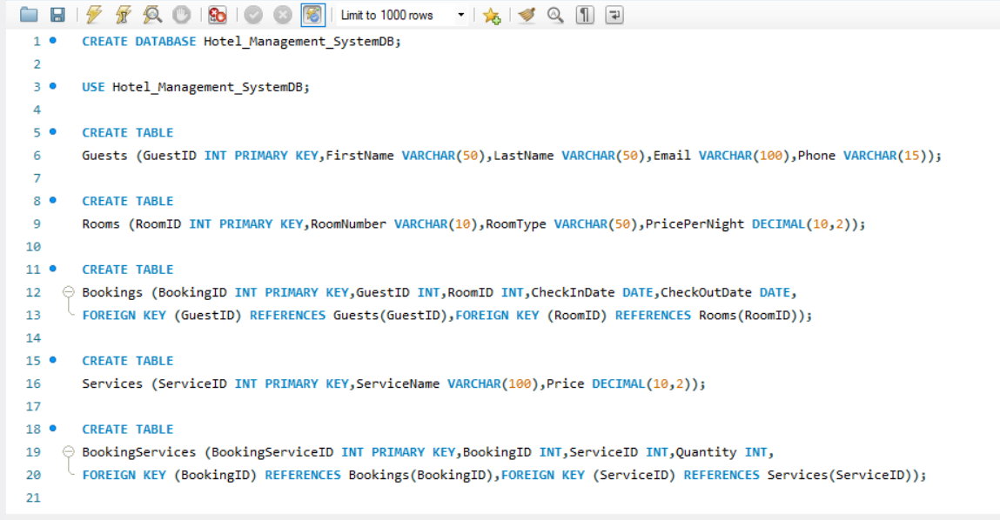 Limit to 1000 rows
1 CREATE DATABASE Hotel_Management_SystemDB;
2
3 USE Hotel_Management_SystemDB;
4
5 CREATE TABLE
6 Guests (GuestID INT PRIMARY KEY,FirstName VARCHAR(50),LastName VARCHAR(50),Email VARCHAR(100),Phone VARCHAR(15));
7
8 CREATE TABLE
9 Rooms (RoomID INT PRIMARY KEY,RoomNumber VARCHAR(10),RoomType VARCHAR(50),PricePerNight DECIMAL(10,2));
10
11 CREATE TABLE
12 Bookings (BookingID INT PRIMARY KEY,GuestID INT,RoomID INT,CheckInDate DATE,CheckOutDate DATE,
13 FOREIGN KEY (GuestID) REFERENCES Guests(GuestID),FOREIGN KEY (RoomID) REFERENCES Rooms(RoomID));
14
15 CREATE TABLE
16 Services (ServiceID INT PRIMARY KEY,ServiceName VARCHAR(100),Price DECIMAL(10,2));
17
18 CREATE TABLE
19 BookingServices (BookingServiceID INT PRIMARY KEY,BookingID INT,ServiceID INT,Quantity INT,
20 FOREIGN KEY (BookingID) REFERENCES Bookings(BookingID),FOREIGN KEY (ServiceID) REFERENCES Services(ServiceID));
21